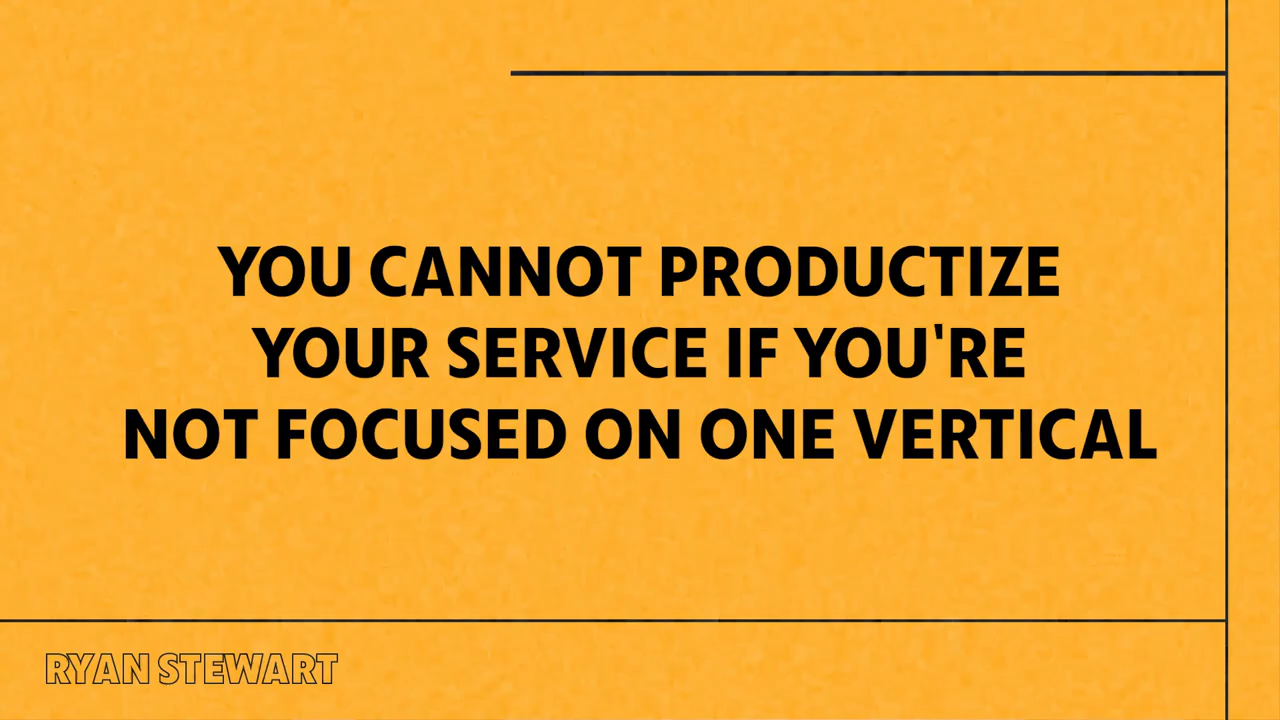 YOU CANNOT PRODUCTIZE
YOUR SERVICE IF YOU'RE
NOT FOCUSED ON ONE VERTICAL
RYAN STEWART